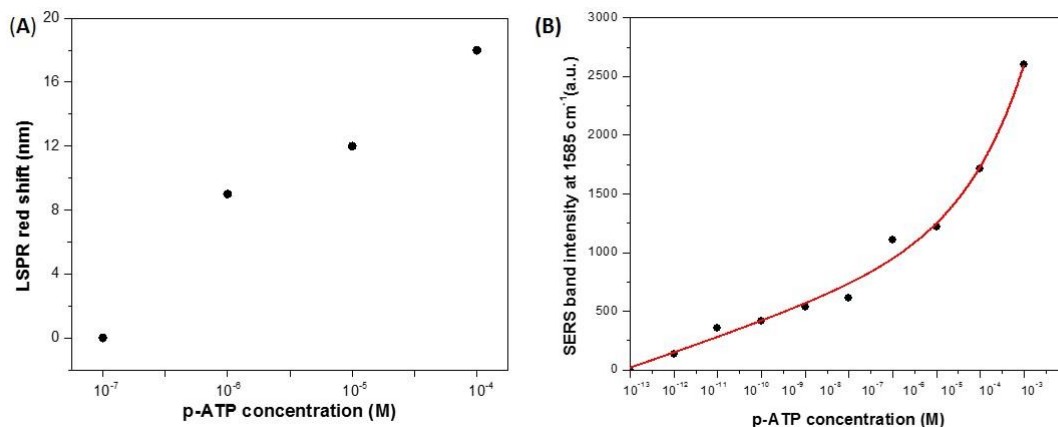 (A)
20
16
12
8
4
0
LSPR red shift (nm)
10⁻⁷ 10⁻⁶ 10⁻⁵ 10⁻⁴
p-ATP concentration (M)
(B)
3000
2500
2000
1500
1000
500
0
SERS band intensity at 1585 cm⁻¹(a.u.)
10⁻¹³ 10⁻¹² 10⁻¹¹ 10⁻¹⁰ 10⁻⁹ 10⁻⁸ 10⁻⁷ 10⁻⁶ 10⁻⁵ 10⁻⁴ 10⁻³
p-ATP concentration (M)